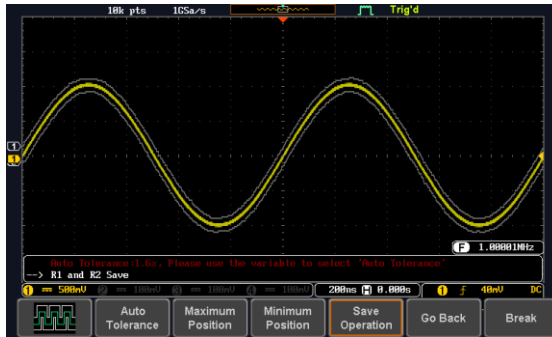 10k pts 1GSa/s Trig'd
1
1
F 1.00001MHz
Auto Tolerance:1.6%, Please use the variable to select 'Auto Tolerance'
--> R1 and R2 Save
1 500mV 2 100mV 3 100mV 4 100mV 200ns H 0.000s 1 40mV DC
Auto Tolerance
Maximum Position
Minimum Position
Save Operation
Go Back
Break